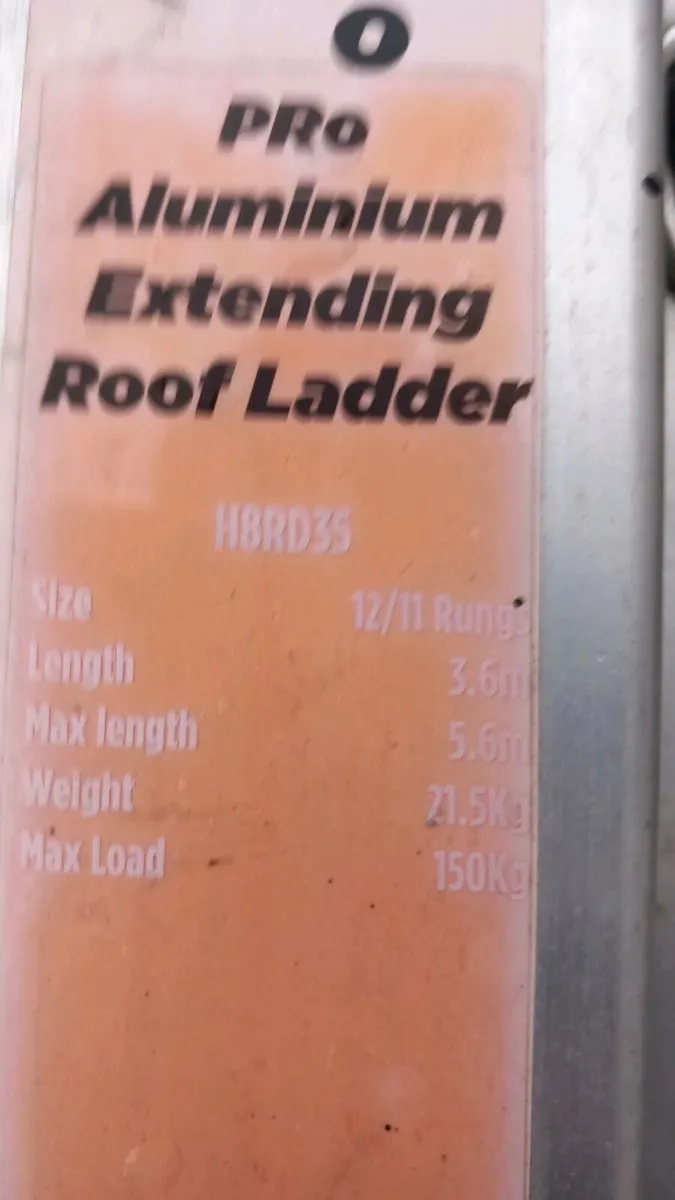 PRo
Aluminium
Extending
Roof Ladder
H8RD35
Size 12/11 Rungs
Length 3.6m
Max length 5.6m
Weight 21.5Kg
Max Load 150Kg